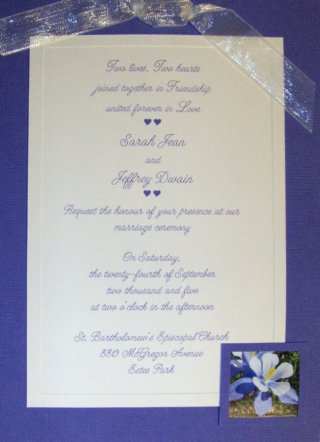 Two lives, Two hearts
joined together in Friendship
united forever in Love
Sarah Jean
and
Jeffrey Dwain
Request the honour of your presence at our
marriage ceremony
On Saturday,
the twenty-fourth of September
two thousand and five
at two o'clock in the afternoon
St. Bartholomew's Episcopal Church
880 McGregor Avenue
Estes Park